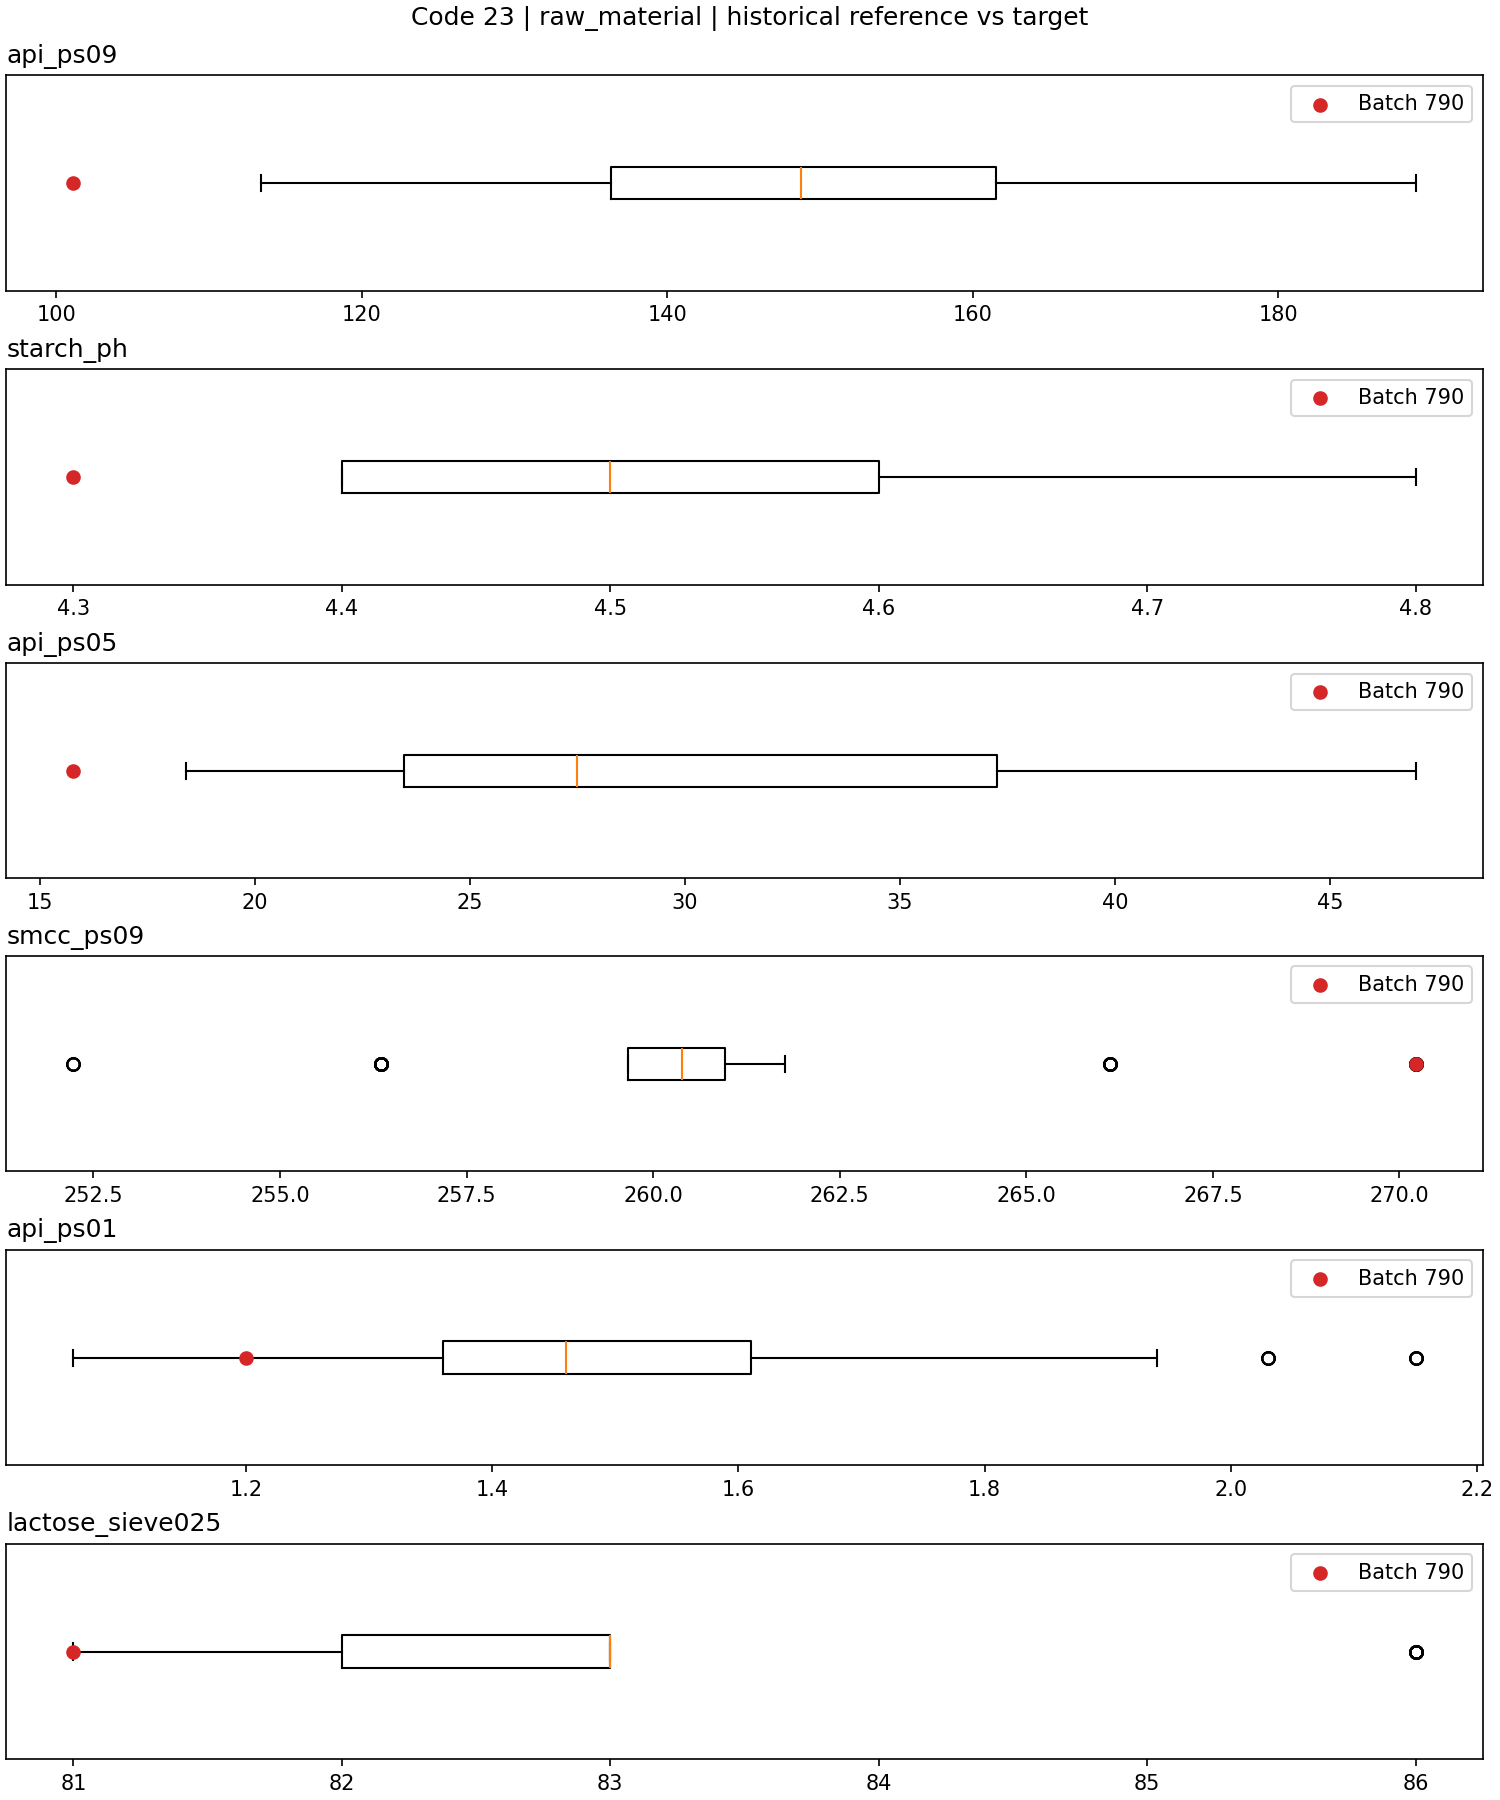 Code 23 | raw_material | historical reference vs target
api_ps09
Batch 790
100 120 140 160 180
starch_ph
Batch 790
4.3 4.4 4.5 4.6 4.7 4.8
api_ps05
Batch 790
15 20 25 30 35 40 45
smcc_ps09
Batch 790
252.5 255.0 257.5 260.0 262.5 265.0 267.5 270.0
api_ps01
Batch 790
1.2 1.4 1.6 1.8 2.0 2.2
lactose_sieve025
Batch 790
81 82 83 84 85 86